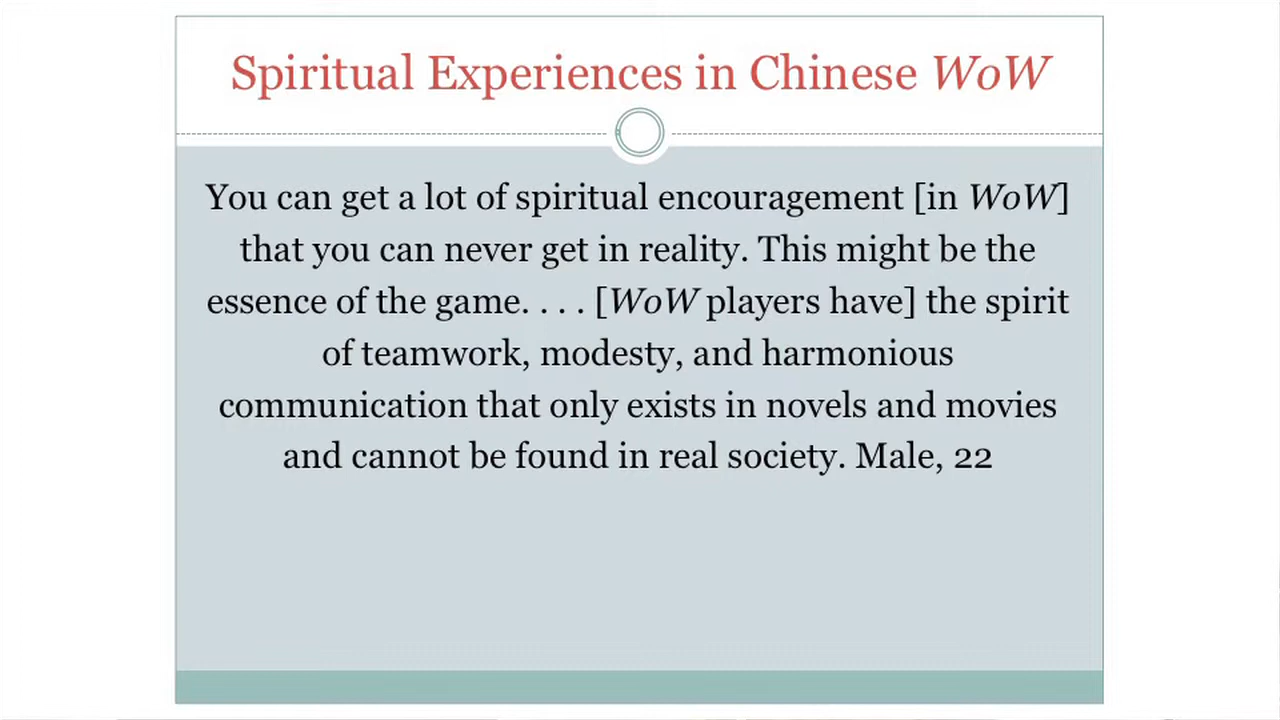 Spiritual Experiences in Chinese WoW
You can get a lot of spiritual encouragement [in WoW]
that you can never get in reality. This might be the
essence of the game. . . . [WoW players have] the spirit
of teamwork, modesty, and harmonious
communication that only exists in novels and movies
and cannot be found in real society. Male, 22